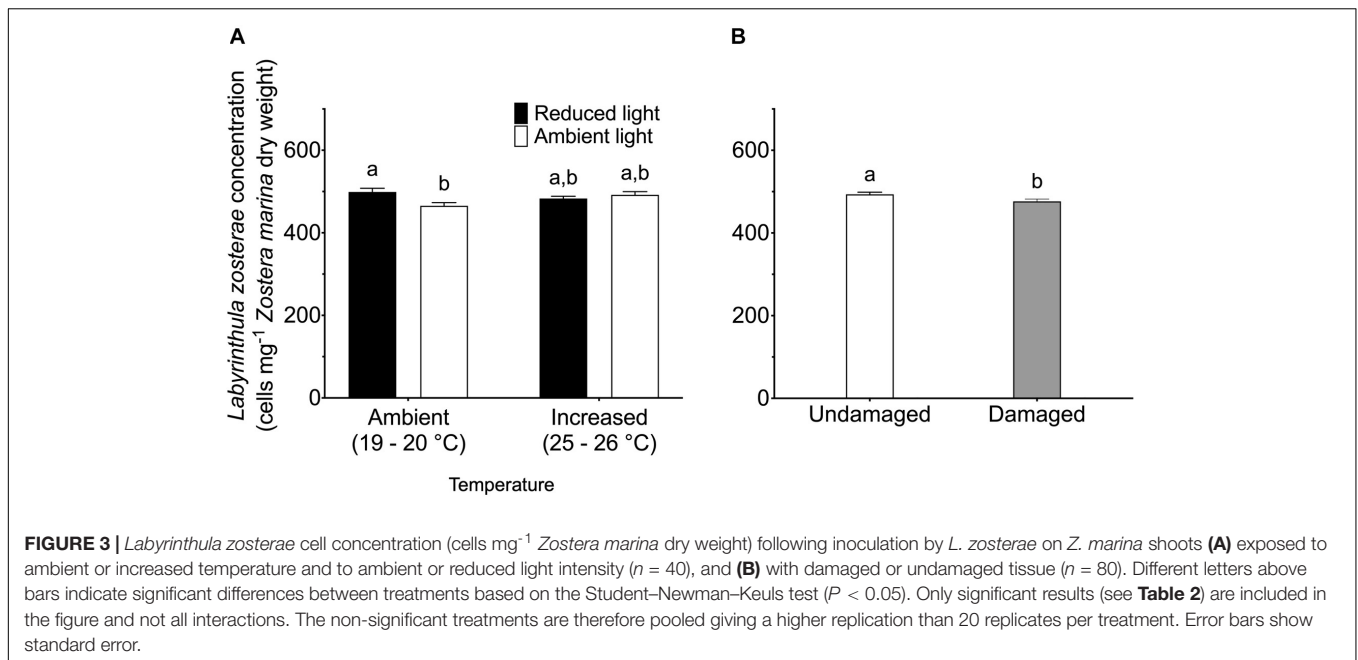 A
B
Labyrinthula zosterae concentration
(cells mg-1 Zostera marina dry weight)
Reduced light
Ambient light
600
400
200
0
a
b
a,b
a,b
Ambient
(19 - 20 °C)
Increased
(25 - 26 °C)
Temperature
600
400
200
0
a
b
Undamaged
Damaged
FIGURE 3 | Labyrinthula zosterae cell concentration (cells mg-1 Zostera marina dry weight) following inoculation by L. zosterae on Z. marina shoots (A) exposed to
ambient or increased temperature and to ambient or reduced light intensity (n = 40), and (B) with damaged or undamaged tissue (n = 80). Different letters above
bars indicate significant differences between treatments based on the Student–Newman–Keuls test (P < 0.05). Only significant results (see Table 2) are included in
the figure and not all interactions. The non-significant treatments are therefore pooled giving a higher replication than 20 replicates per treatment. Error bars show
standard error.